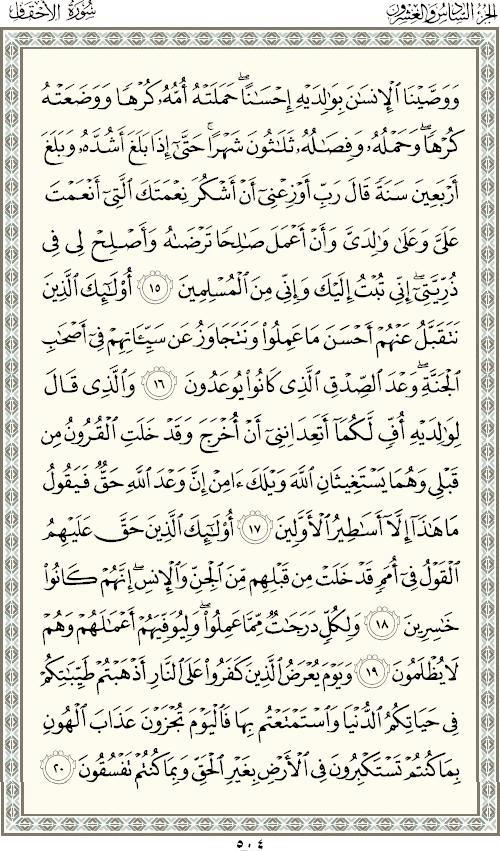 الجزء السادس والعشرون
سورة الأحقاف
وَوَصَّيْنَا ٱلْإِنسَٰنَ بِوَٰلِدَيْهِ إِحْسَٰنًا ۖ حَمَلَتْهُ أُمُّهُۥ كُرْهًا وَوَضَعَتْهُ
كُرْهًا ۖ وَحَمْلُهُۥ وَفِصَٰلُهُۥ ثَلَٰثُونَ شَهْرًا ۚ حَتَّىٰٓ إِذَا بَلَغَ أَشُدَّهُۥ وَبَلَغَ
أَرْبَعِينَ سَنَةً قَالَ رَبِّ أَوْزِعْنِىٓ أَنْ أَشْكُرَ نِعْمَتَكَ ٱلَّتِىٓ أَنْعَمْتَ
عَلَىَّ وَعَلَىٰ وَٰلِدَىَّ وَأَنْ أَعْمَلَ صَٰلِحًا تَرْضَىٰهُ وَأَصْلِحْ لِى فِى
ذُرِّيَّتِىٓ ۖ إِنِّى تُبْتُ إِلَيْكَ وَإِنِّى مِنَ ٱلْمُسْلِمِينَ ١٥ أُو۟لَٰٓئِكَ ٱلَّذِينَ
نَتَقَبَّلُ عَنْهُمْ أَحْسَنَ مَا عَمِلُوا۟ وَنَتَجَاوَزُ عَن سَيِّـَٔاتِهِمْ فِىٓ أَصْحَٰبِ
ٱلْجَنَّةِ ۖ وَعْدَ ٱلصِّدْقِ ٱلَّذِى كَانُوا۟ يُوعَدُونَ ١٦ وَٱلَّذِى قَالَ
لِوَٰلِدَيْهِ أُفٍّ لَّكُمَآ أَتَعِدَانِنِىٓ أَنْ أُخْرَجَ وَقَدْ خَلَتِ ٱلْقُرُونُ مِن
قَبْلِى وَهُمَا يَسْتَغِيثَانِ ٱللَّهَ وَيْلَكَ ءَامِنْ إِنَّ وَعْدَ ٱللَّهِ حَقٌّ فَيَقُولُ
مَا هَٰذَآ إِلَّآ أَسَٰطِيرُ ٱلْأَوَّلِينَ ١٧ أُو۟لَٰٓئِكَ ٱلَّذِينَ حَقَّ عَلَيْهِمُ
ٱلْقَوْلُ فِىٓ أُمَمٍ قَدْ خَلَتْ مِن قَبْلِهِم مِّنَ ٱلْجِنِّ وَٱلْإِنسِ ۖ إِنَّهُمْ كَانُوا۟
خَٰسِرِينَ ١٨ وَلِكُلٍّ دَرَجَٰتٌ مِّمَّا عَمِلُوا۟ ۖ وَلِيُوَفِّيَهُمْ أَعْمَٰلَهُمْ وَهُمْ
لَا يُظْلَمُونَ ١٩ وَيَوْمَ يُعْرَضُ ٱلَّذِينَ كَفَرُوا۟ عَلَى ٱلنَّارِ أَذْهَبْتُمْ طَيِّبَٰتِكُمْ
فِى حَيَاتِكُمُ ٱلدُّنْيَا وَٱسْتَمْتَعْتُم بِهَا فَٱلْيَوْمَ تُجْزَوْنَ عَذَابَ ٱلْهُونِ
بِمَا كُنتُمْ تَسْتَكْبِرُونَ فِى ٱلْأَرْضِ بِغَيْرِ ٱلْحَقِّ وَبِمَا كُنتُمْ تَفْسُقُونَ ٢٠
٥٠٤